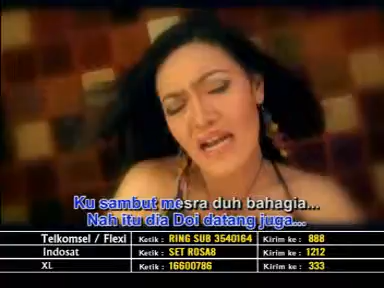 Ku sambut mesra duh bahagia...
Nah itu dia Doi datang juga...
Telkomsel / Flexi Ketik : RING SUB 3540164 Kirim ke : 888
Indosat Ketik : SET ROSA8 Kirim ke : 1212
XL Ketik : 16600786 Kirim ke : 333